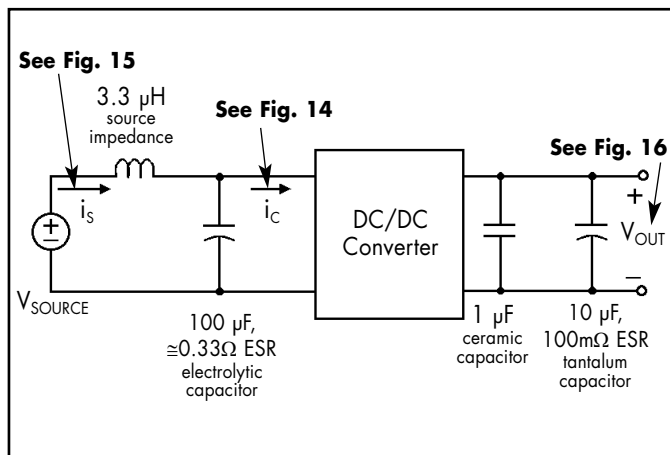 See Fig. 15
3.3 µH
source
impedance
See Fig. 14
See Fig. 16
i_S
i_C
DC/DC
Converter
+
V_OUT
−
+
−
V_SOURCE
100 µF,
≅0.33Ω ESR
electrolytic
capacitor
1 µF
ceramic
capacitor
10 µF,
100mΩ ESR
tantalum
capacitor